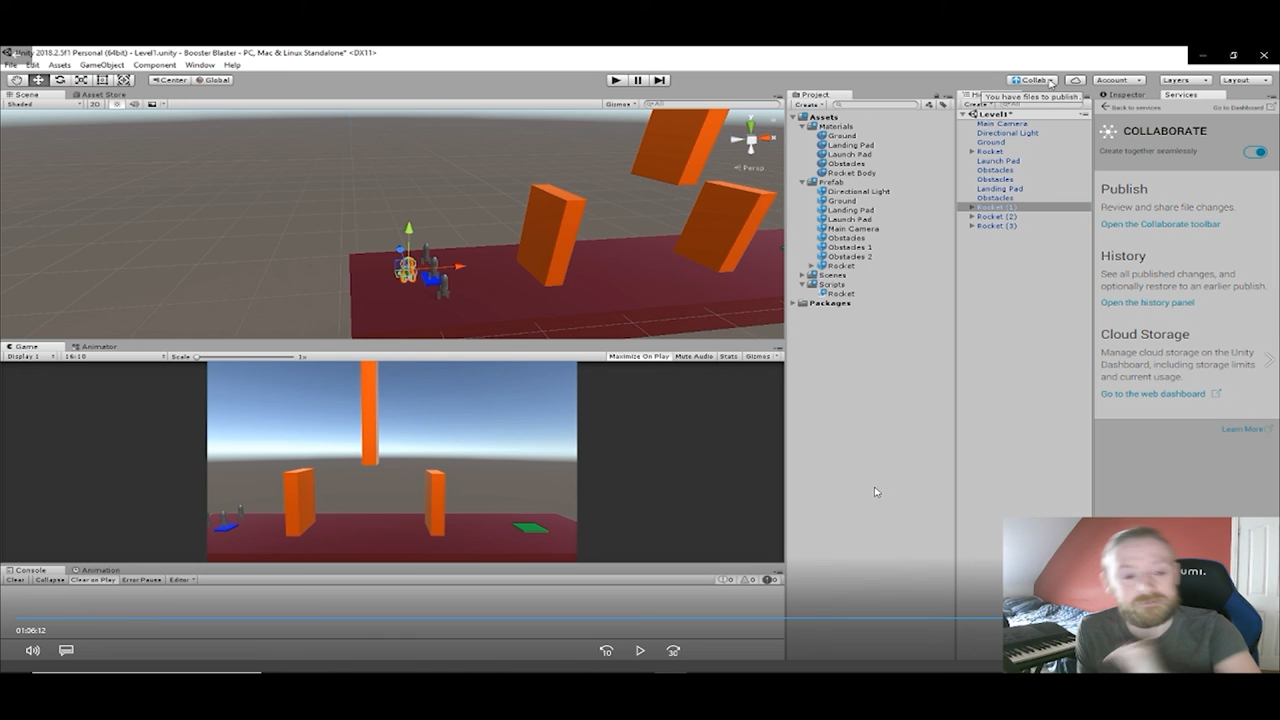 Unity 2018.2.5f1 Personal (64bit) - Level1.unity - Booster Blaster - PC, Mac & Linux Standalone* <DX11>
File Edit Assets GameObject Component Window Help
Center Global
Collab Account Layers Layout
You have files to publish.
Scene Asset Store
Shaded 2D Gizmos All
Persp
Project
Create
Assets
Materials
Ground
Landing Pad
Launch Pad
Obstacles
Rocket Body
Prefab
Directional Light
Ground
Landing Pad
Launch Pad
Main Camera
Obstacles
Obstacles 1
Obstacles 2
Rocket
Scenes
Scripts
Rocket
Packages
Level1*
Main Camera
Directional Light
Ground
Rocket
Launch Pad
Obstacles
Obstacles
Landing Pad
Obstacles
Rocket (1)
Rocket (2)
Rocket (3)
Inspector Services
Back to services Go to Dashboard
COLLABORATE
Create together seamlessly
Publish
Review and share file changes.
Open the Collaborate toolbar
History
See all published changes, and
optionally restore to an earlier publish.
Open the history panel
Cloud Storage
Manage cloud storage on the Unity
Dashboard, including storage limits
and current usage.
Go to the web dashboard
Learn More
Game Animator
Display 1 16:10 Scale 1x Maximize On Play Mute Audio Stats Gizmos
Console Animation
Clear Collapse Clear on Play Error Pause Editor 0 0 0
01:06:12
10 30
umi.